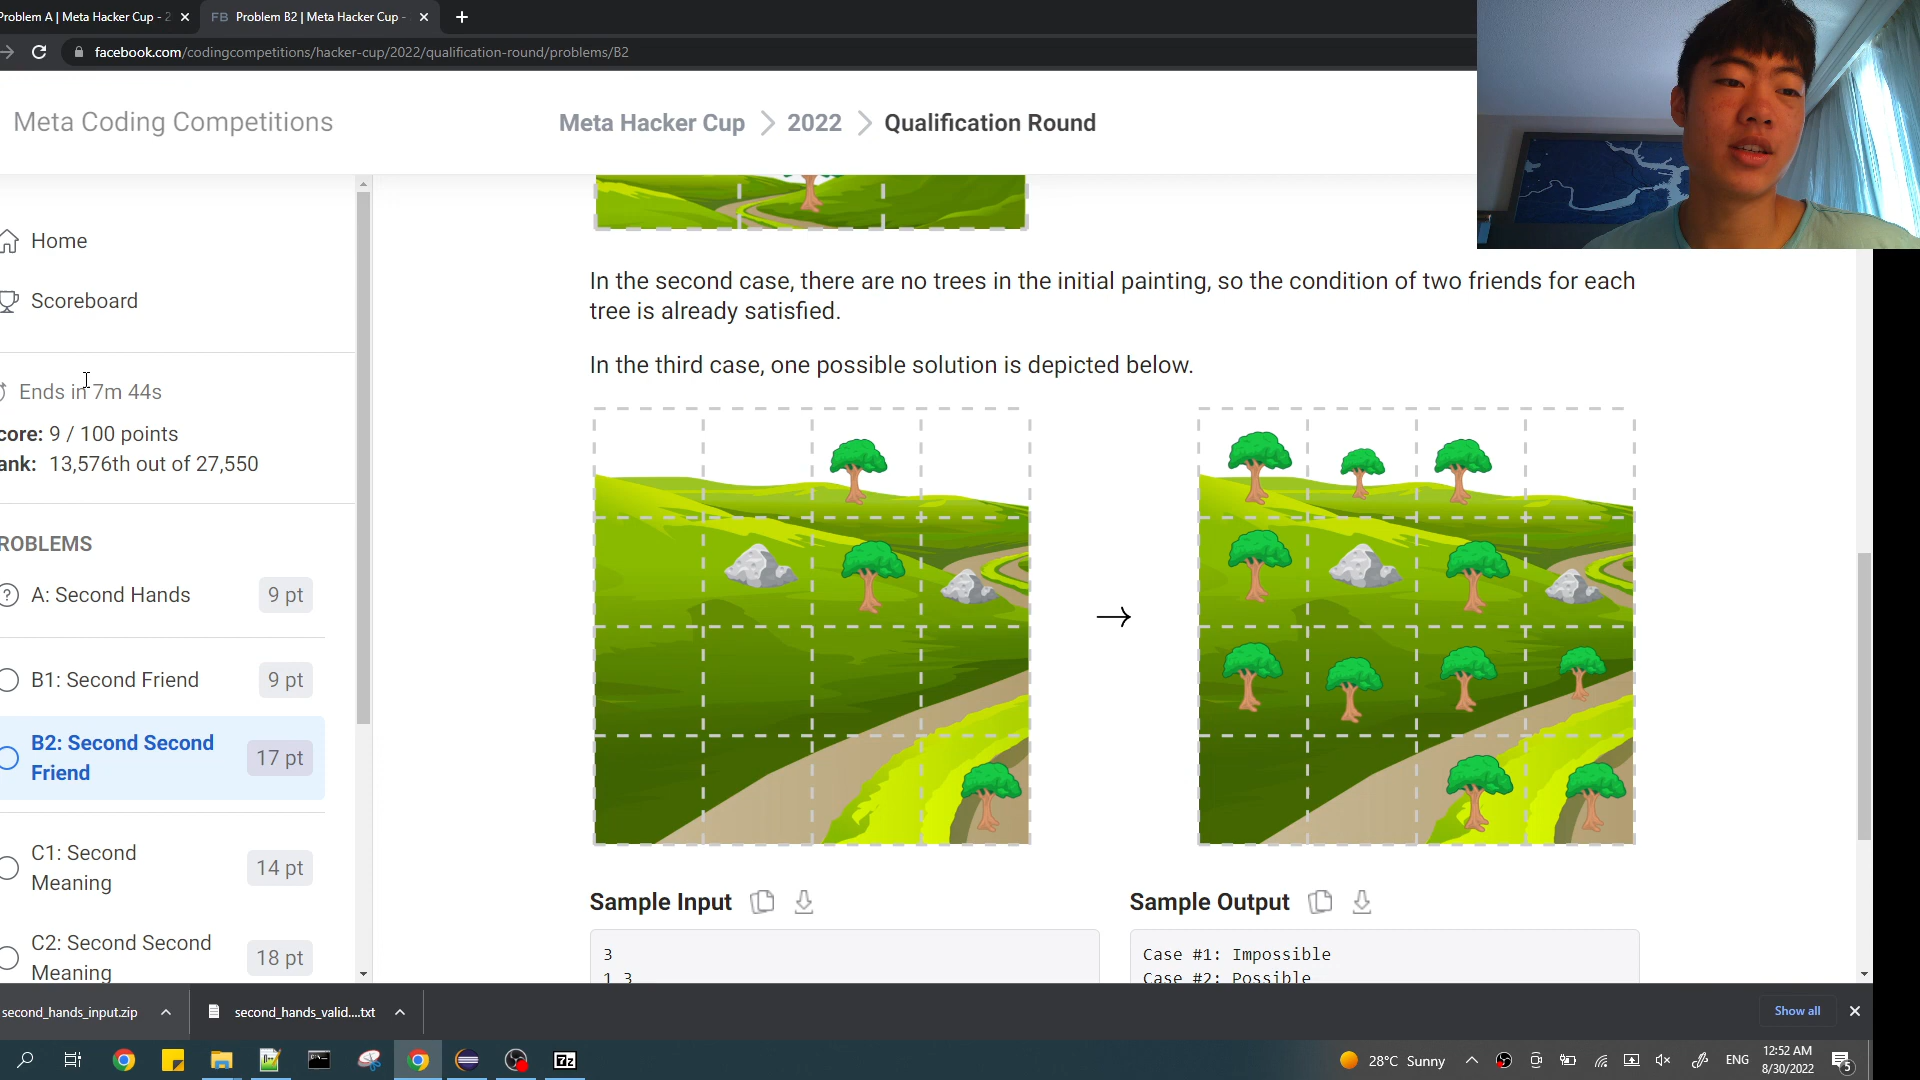 Problem A | Meta Hacker Cup - 2
FB Problem B2 | Meta Hacker Cup -
facebook.com/codingcompetitions/hacker-cup/2022/qualification-round/problems/B2
Meta Coding Competitions
Meta Hacker Cup > 2022 > Qualification Round
Home
Scoreboard
Ends in 7m 44s
core: 9 / 100 points
ank: 13,576th out of 27,550
ROBLEMS
A: Second Hands 9 pt
B1: Second Friend 9 pt
B2: Second Second
Friend
17 pt
C1: Second
Meaning
14 pt
C2: Second Second
Meaning
18 pt
In the second case, there are no trees in the initial painting, so the condition of two friends for each
tree is already satisfied.
In the third case, one possible solution is depicted below.
→
Sample Input
3
1 3
Sample Output
Case #1: Impossible
Case #2: Possible
second_hands_input.zip
second_hands_valid....txt
Show all
7z
28°C Sunny
ENG
12:52 AM
8/30/2022
5